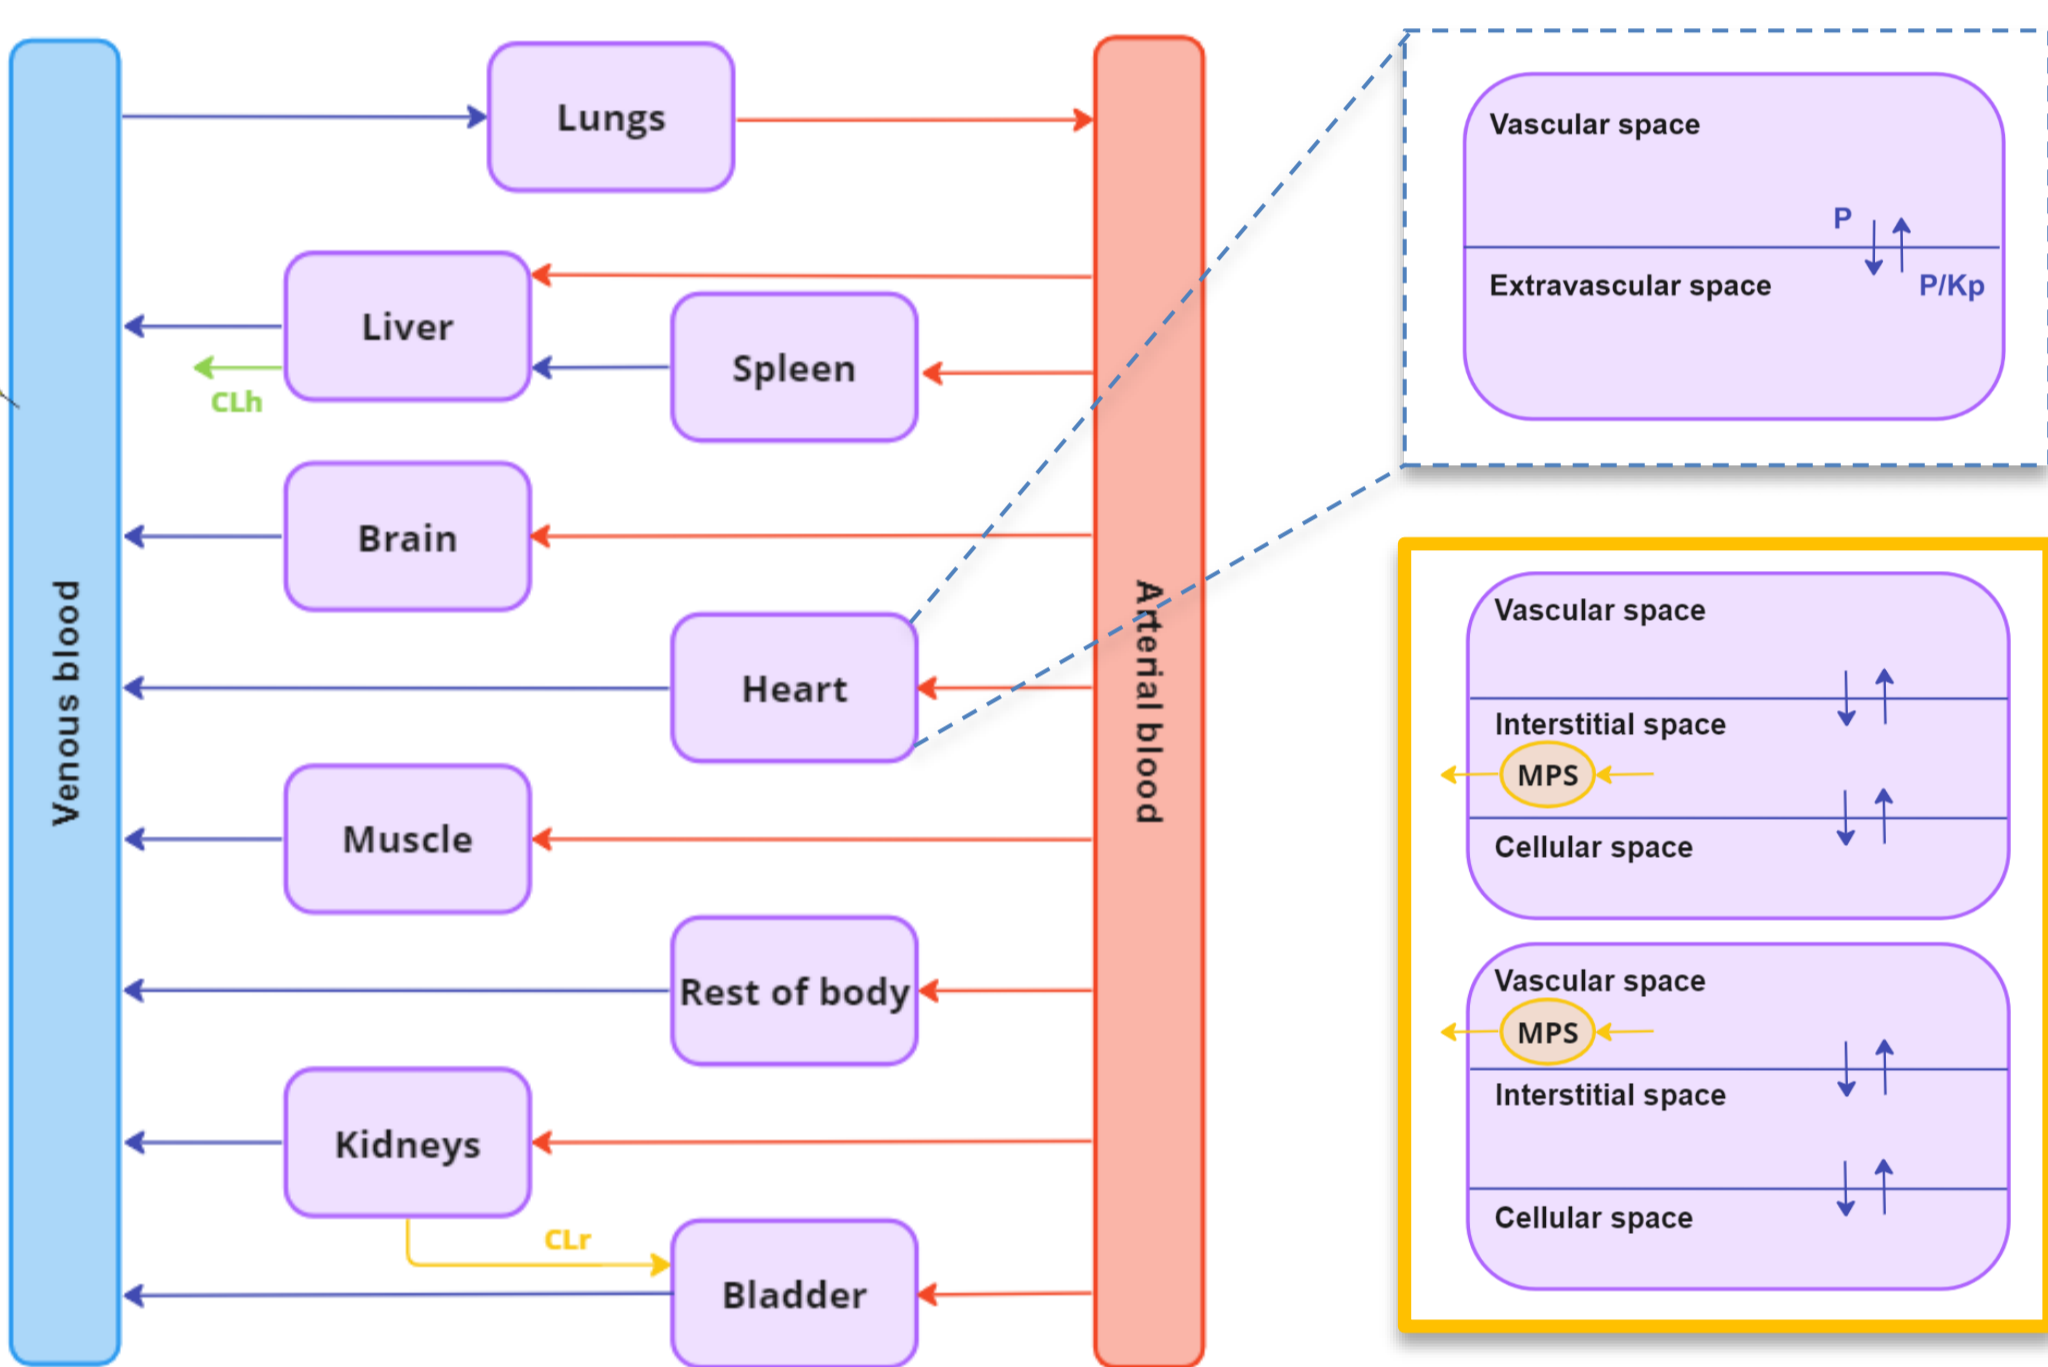 Venous blood
Lungs
Liver
CLh
Spleen
Brain
Heart
Muscle
Rest of body
Kidneys
CLr
Bladder
Arterial blood
Vascular space
P
Extravascular space
P/Kp
Vascular space
Interstitial space
MPS
Cellular space
Vascular space
MPS
Interstitial space
Cellular space